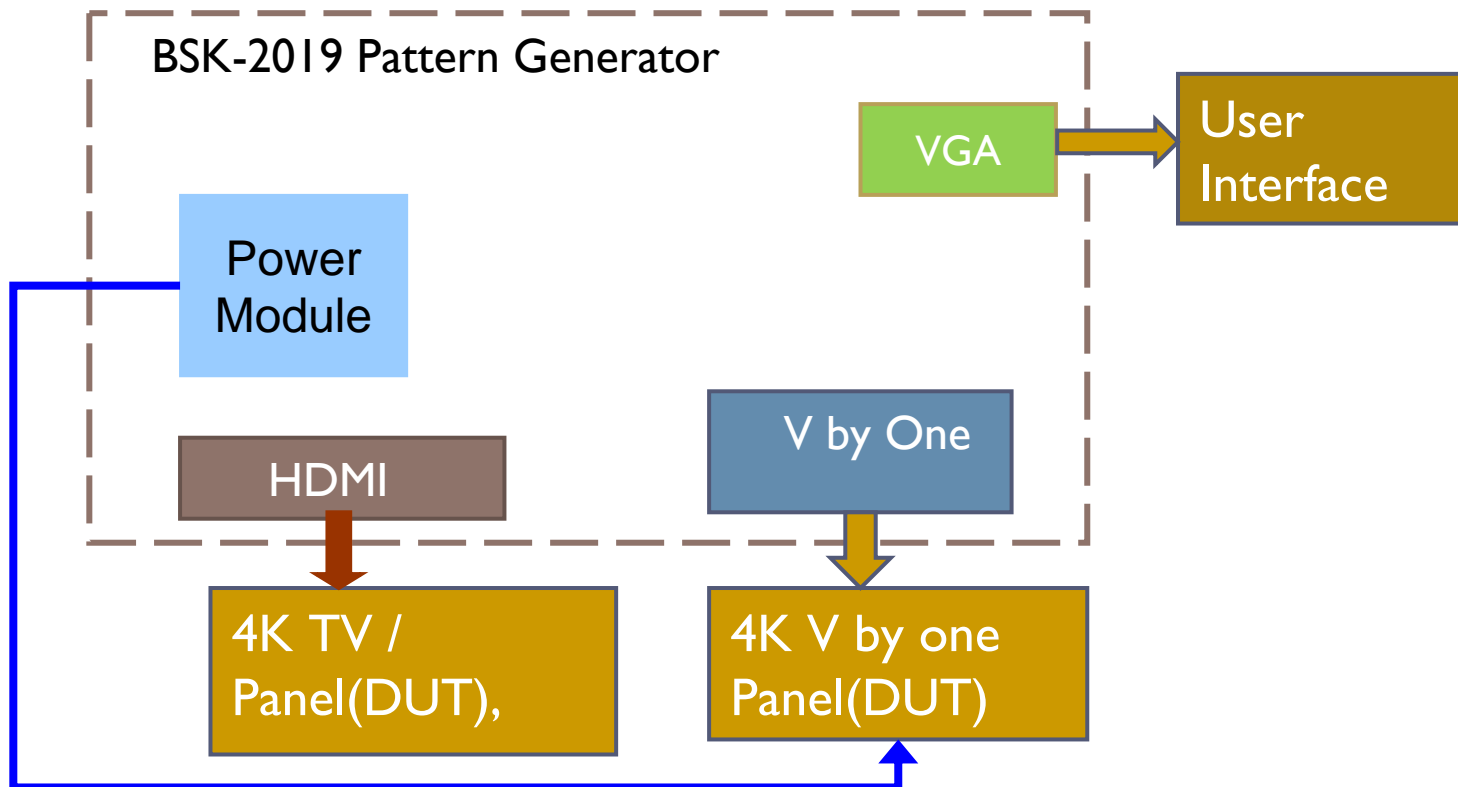 BSK-2019 Pattern Generator
VGA
User
Interface
Power
Module
V by One
HDMI
4K TV /
Panel(DUT),
4K V by one
Panel(DUT)